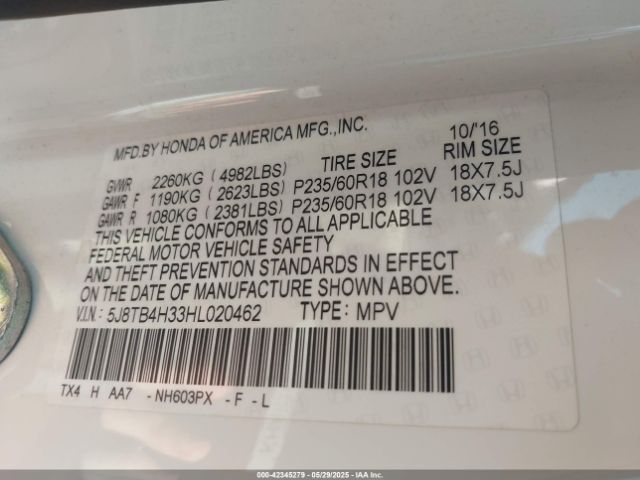 MFD.BY HONDA OF AMERICA MFG.,INC. 10/'16
TIRE SIZE RIM SIZE
GVWR 2260KG (4982LBS)
GAWR F 1190KG (2623LBS) P235/60R18 102V 18X7.5J
GAWR R 1080KG (2381LBS) P235/60R18 102V 18X7.5J
THIS VEHICLE CONFORMS TO ALL APPLICABLE
FEDERAL MOTOR VEHICLE SAFETY
AND THEFT PREVENTION STANDARDS IN EFFECT
ON THE DATE OF MANUFACTURE SHOWN ABOVE.
V.I.N.: 5J8TB4H33HL020462 TYPE: MPV
TX4 H AA7 - NH603PX - F - L
000-42345279 - 05/29/2025 - IAAI.com